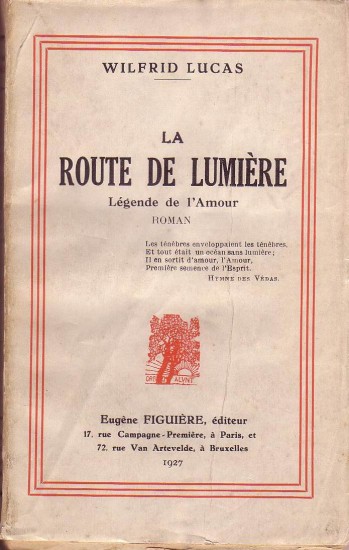 WILFRID LUCAS
LA
ROUTE DE LUMIÈRE
Légende de l'Amour
ROMAN
Les ténèbres enveloppaient les ténèbres,
Et tout était un océan sans lumière;
Il en sortit d'amour, l'Amour,
Première semence de l'Esprit.
HYMNE DES VÉDAS.
Eugène FIGUIÈRE, éditeur
17. rue Campagne-Première, à Paris, et
72. rue Van Artevelde, à Bruxelles
1927